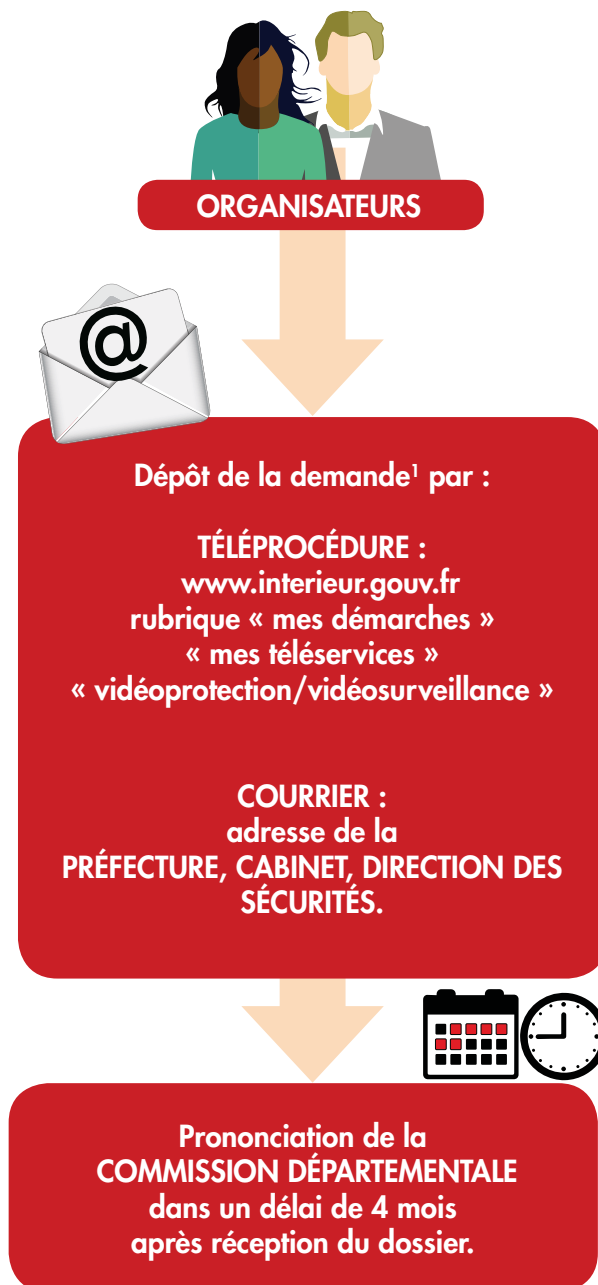 ORGANISATEURS
@
Dépôt de la demande¹ par :
TÉLÉPROCÉDURE :
www.interieur.gouv.fr
rubrique « mes démarches »
« mes téléservices »
« vidéoprotection/vidéosurveillance »
COURRIER :
adresse de la
PRÉFECTURE, CABINET, DIRECTION DES
SÉCURITÉS.
Prononciation de la
COMMISSION DÉPARTEMENTALE
dans un délai de 4 mois
après réception du dossier.